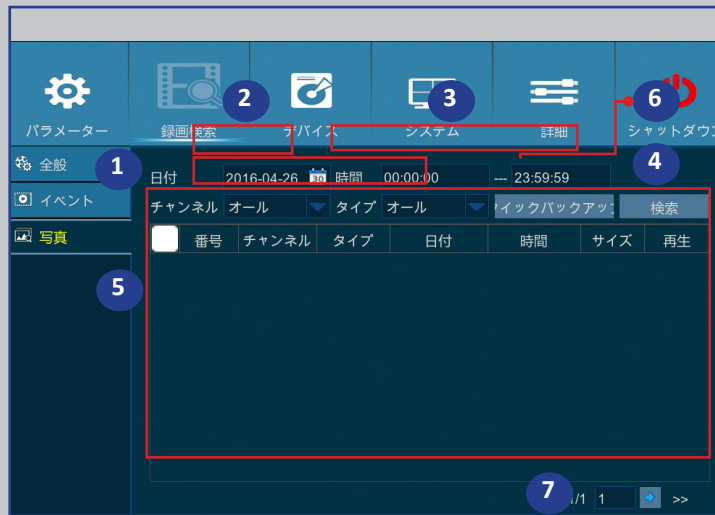 パラメーター 録画検索 デバイス システム 詳細 シャットダウ
2 3 6
全般
1
日付 2016-04-26 30 時間 00:00:00 --- 23:59:59
4
イベント
チャンネル オール タイプ オール クイックバックアップ 検索
写真
番号 チャンネル タイプ 日付 時間 サイズ 再生
5
7
/1 1 >>